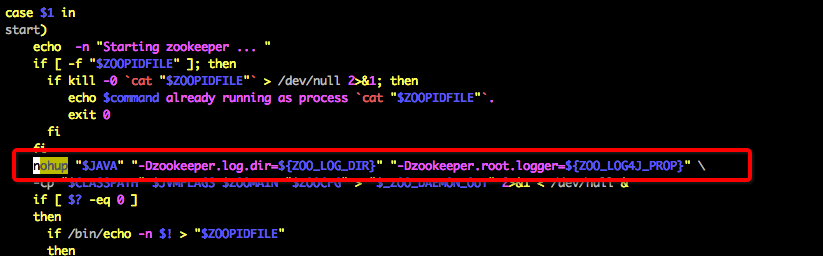 case $1 in
start)
    echo  -n "Starting zookeeper ... "
    if [ -f "$ZOOPIDFILE" ]; then
      if kill -0 `cat "$ZOOPIDFILE"` > /dev/null 2>&1; then
         echo $command already running as process `cat "$ZOOPIDFILE"`.
         exit 0
      fi
    fi
    nohup "$JAVA" "-Dzookeeper.log.dir=${ZOO_LOG_DIR}" "-Dzookeeper.root.logger=${ZOO_LOG4J_PROP}" \
    -cp "$CLASSPATH" $JVMFLAGS $ZOOMAIN "$ZOOCFG" > "$_ZOO_DAEMON_OUT" 2>&1 < /dev/null &
    if [ $? -eq 0 ]
    then
      if /bin/echo -n $! > "$ZOOPIDFILE"
      then